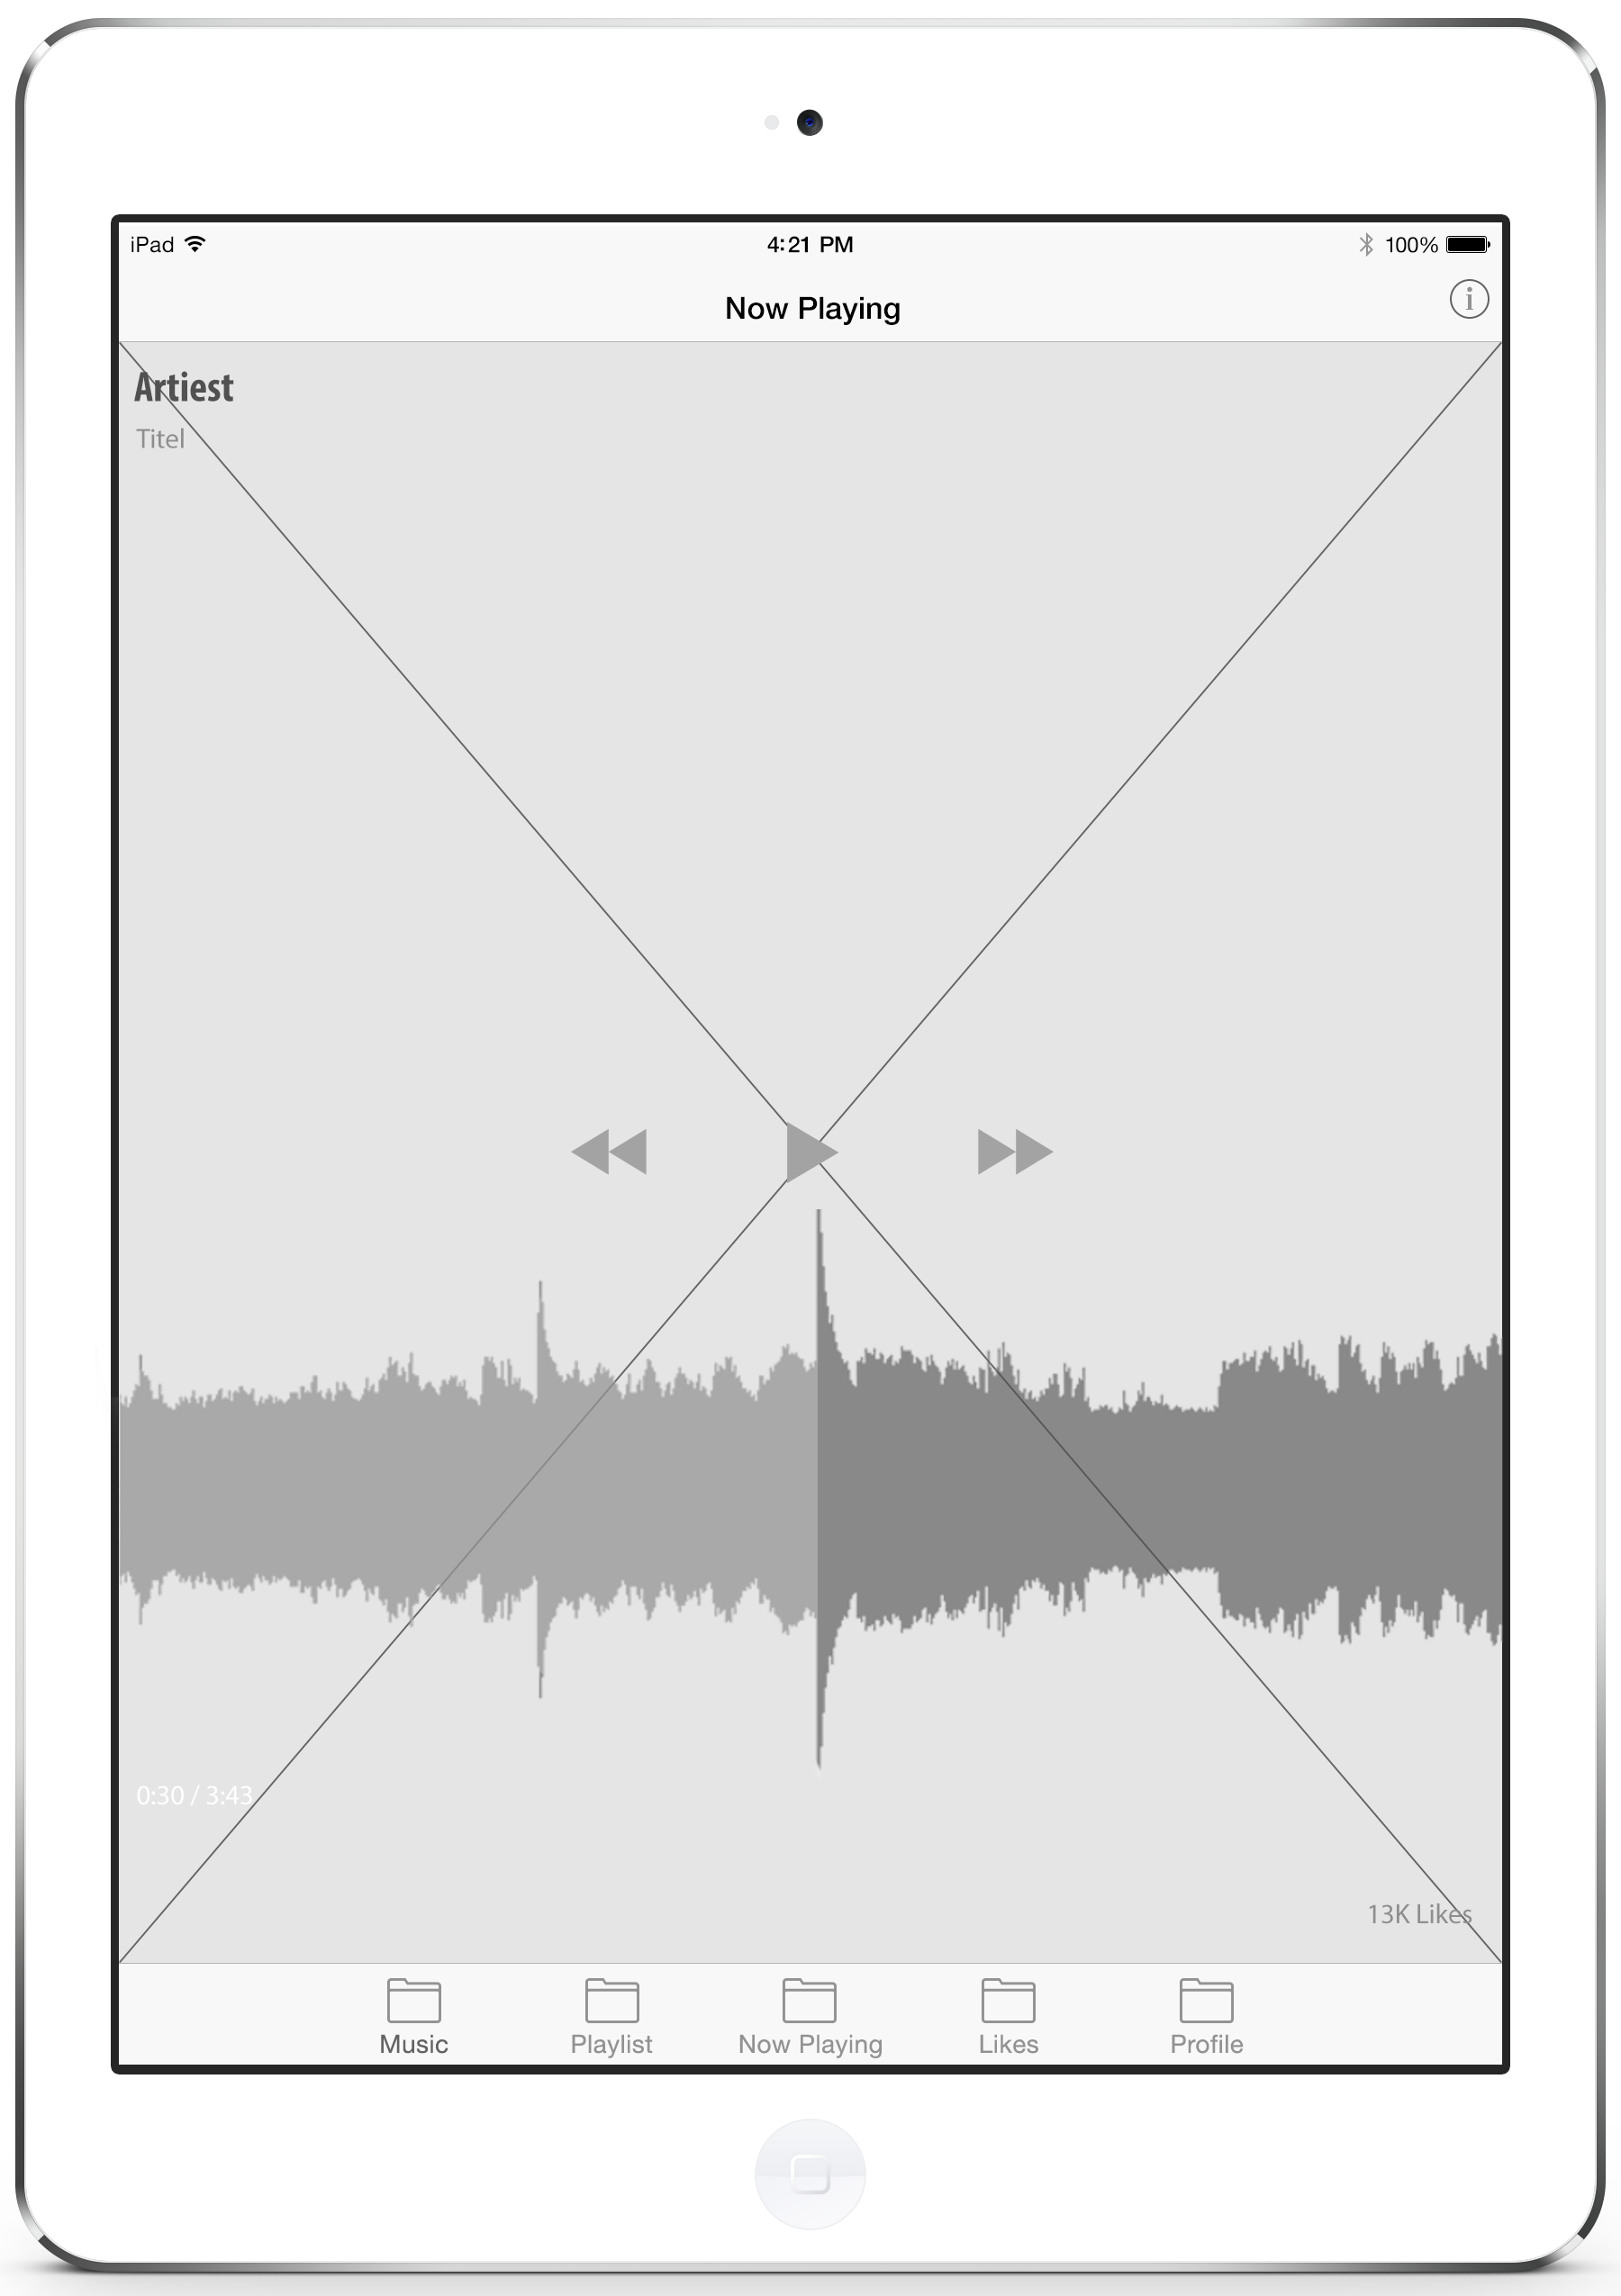 iPad 4:21 PM 100%
Now Playing
Artiest
Titel
0:30 / 3:43
13K Likes
Music Playlist Now Playing Likes Profile